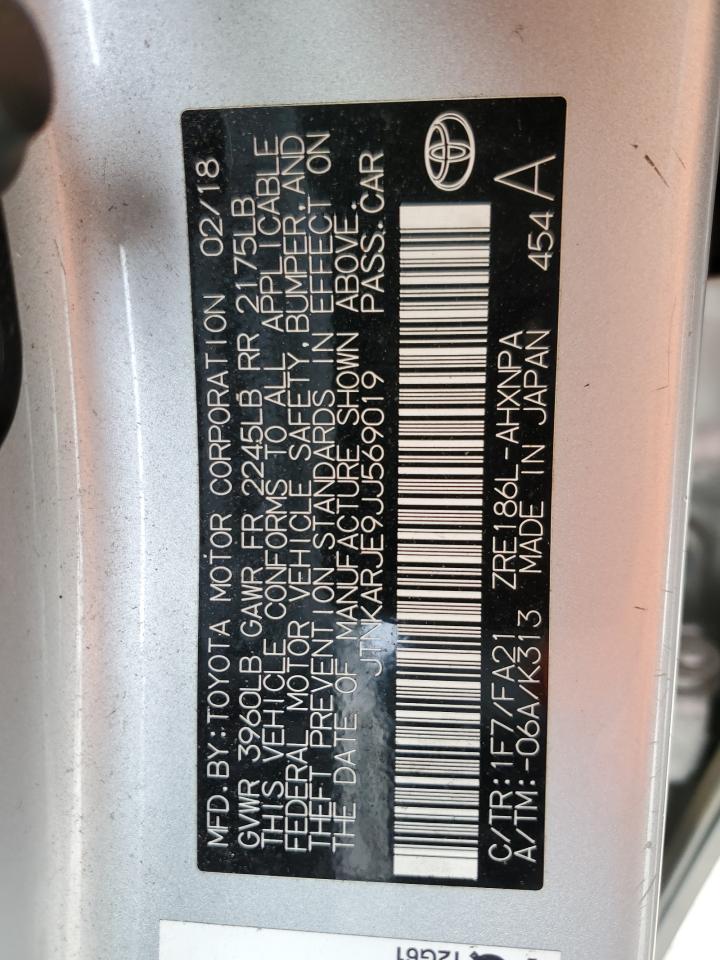 MFD.BY:TOYOTA MOTOR CORPORATION 02/18
GVWR 3960LB GAWR FR 2245LB RR 2175LB
THIS VEHICLE CONFORMS TO ALL APPLICABLE
FEDERAL MOTOR VEHICLE SAFETY,BUMPER,AND
THEFT PREVENTION STANDARDS IN EFFECT ON
THE DATE OF MANUFACTURE SHOWN ABOVE.
JTNKARJE9JJ569019 PASS.CAR
C/TR:1F7/FA21 ZRE186L-AHXNPA 454 A
A/TM:-06A/K313 MADE IN JAPAN
12G61